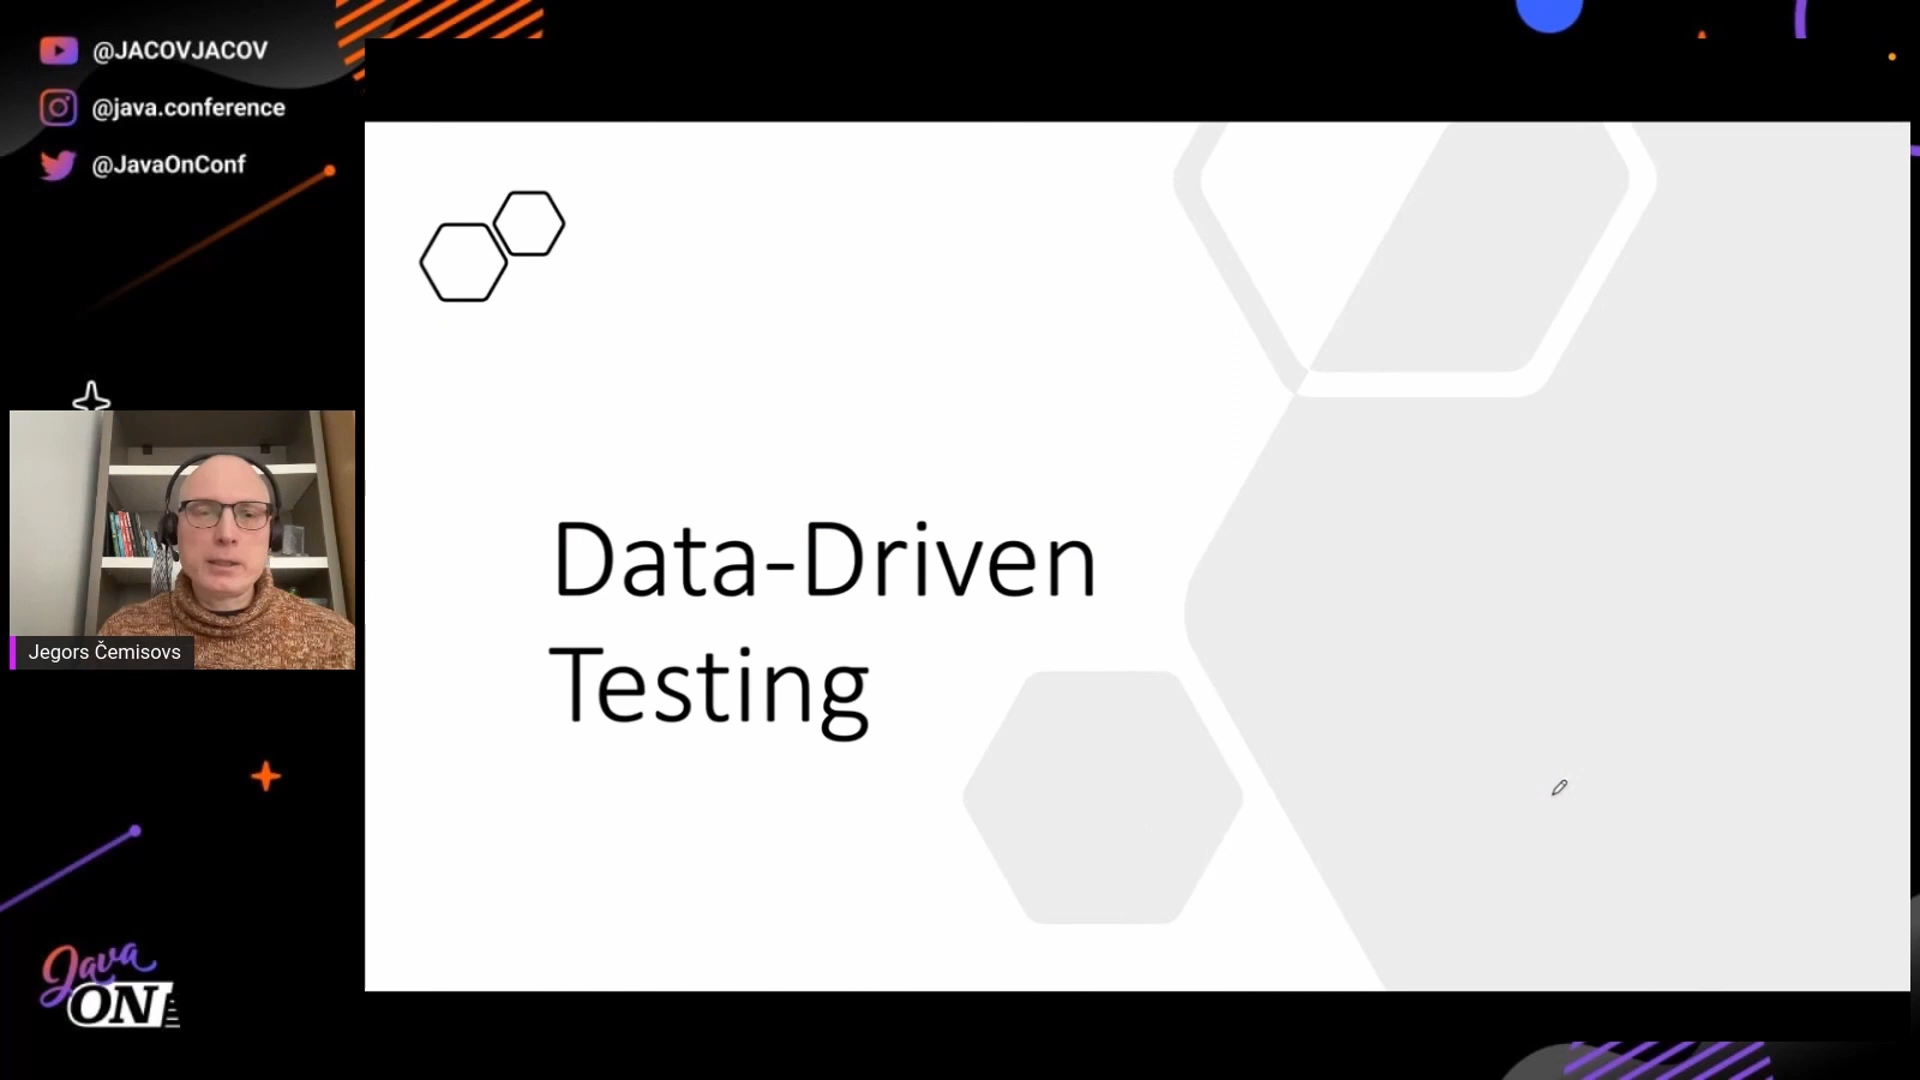 @JACOVJACOV
@java.conference
@JavaOnConf
Data-Driven
Testing
Jegors Čemisovs
Java
ON